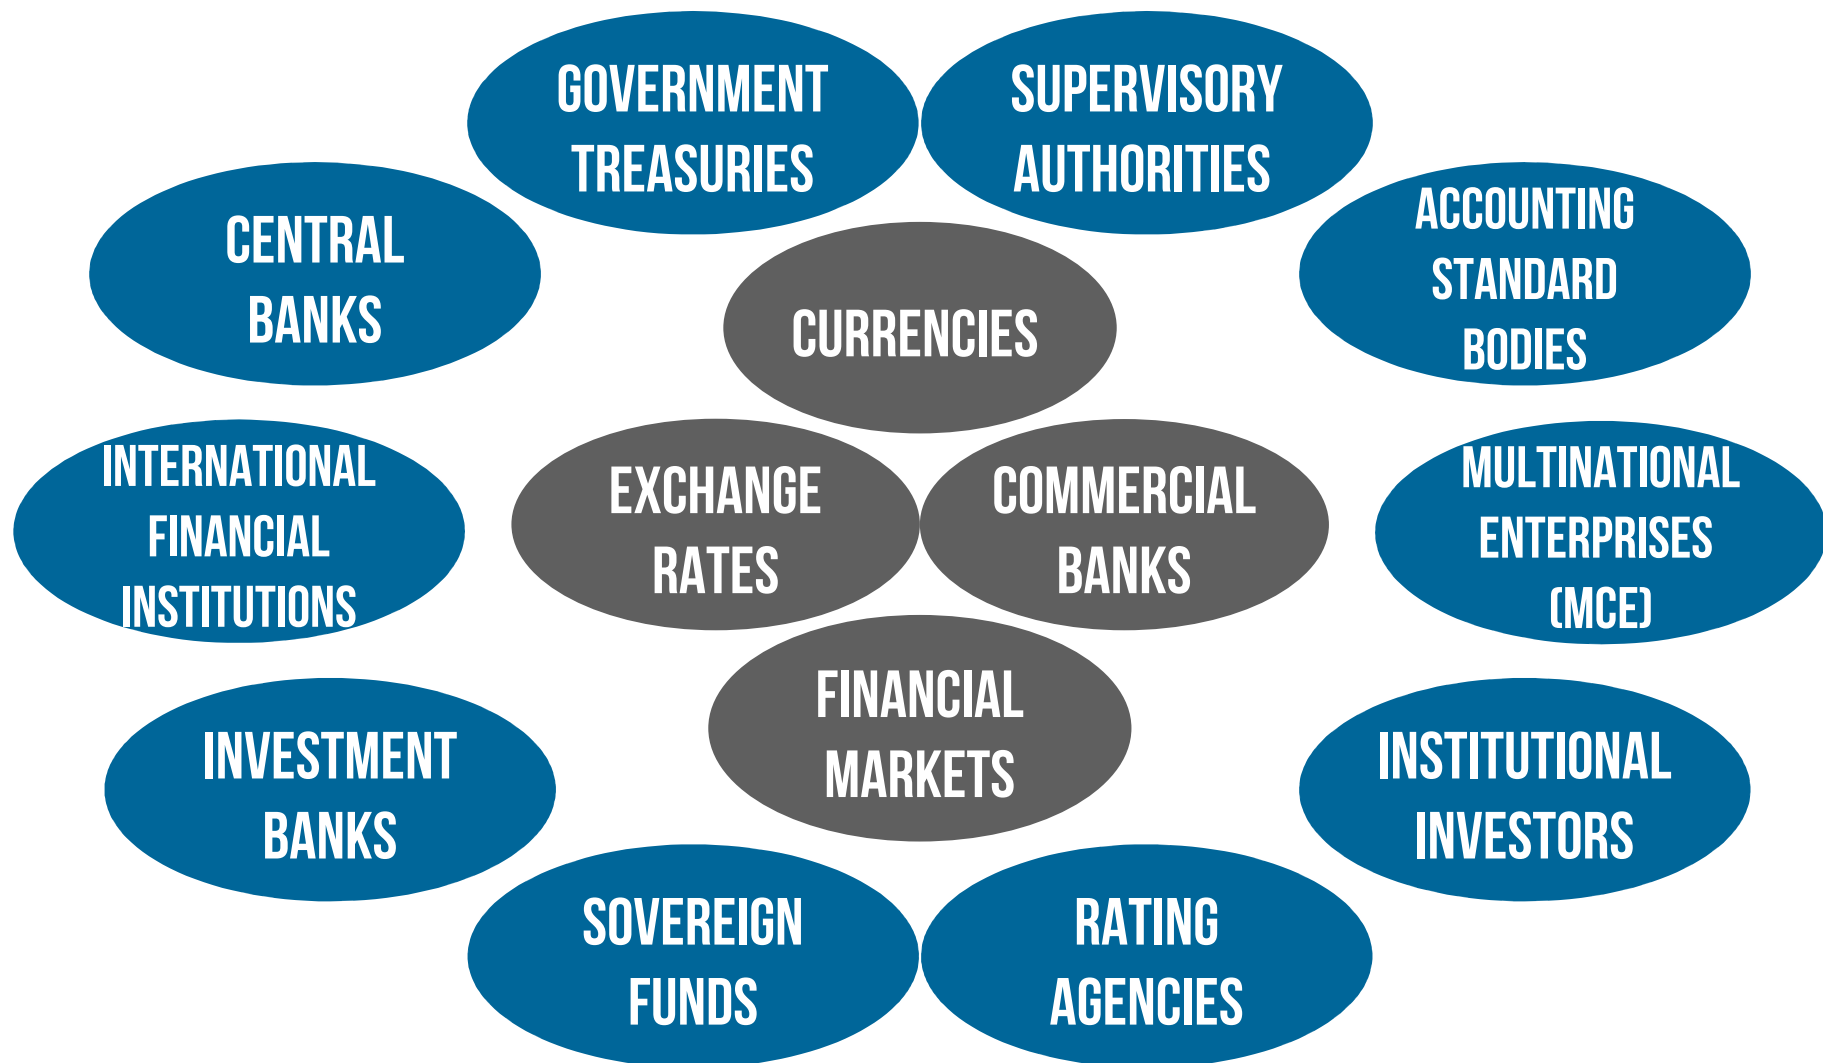 GOVERNMENT
TREASURIES
SUPERVISORY
AUTHORITIES
CENTRAL
BANKS
ACCOUNTING
STANDARD
BODIES
CURRENCIES
INTERNATIONAL
FINANCIAL
INSTITUTIONS
EXCHANGE
RATES
COMMERCIAL
BANKS
MULTINATIONAL
ENTERPRISES
(MCE)
INVESTMENT
BANKS
FINANCIAL
MARKETS
INSTITUTIONAL
INVESTORS
SOVEREIGN
FUNDS
RATING
AGENCIES